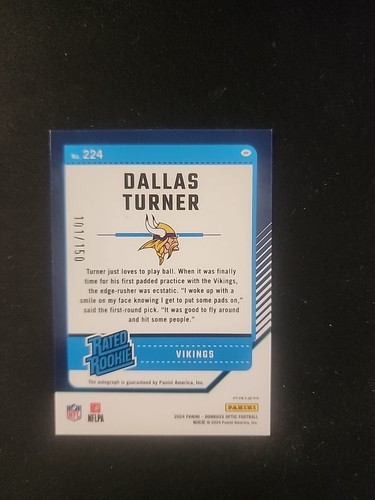 No. 224
DALLAS
TURNER
101/150
Turner just loves to play ball. When it was finally
time for his first padded practice with the Vikings,
the edge-rusher was ecstatic. "I woke up with a
smile on my face knowing I get to put some pads on,"
said the first-round pick. "It was good to fly around
and hit some people."
RATED
ROOKIE
VIKINGS
The autograph is guaranteed by Panini America, Inc.
NFL
NFLPA
PANINI
2024 PANINI - DONRUSS OPTIC FOOTBALL
© 2024 Panini America, Inc.